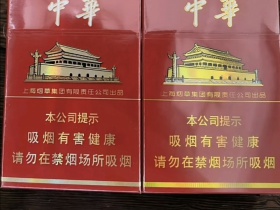 中華
上海烟草集团有限责任公司出品
本公司提示
吸烟有害健康
请勿在禁烟场所吸烟
中華
上海烟草集团有限责任公司出品
本公司提示
吸烟有害健康
请勿在禁烟场所吸烟